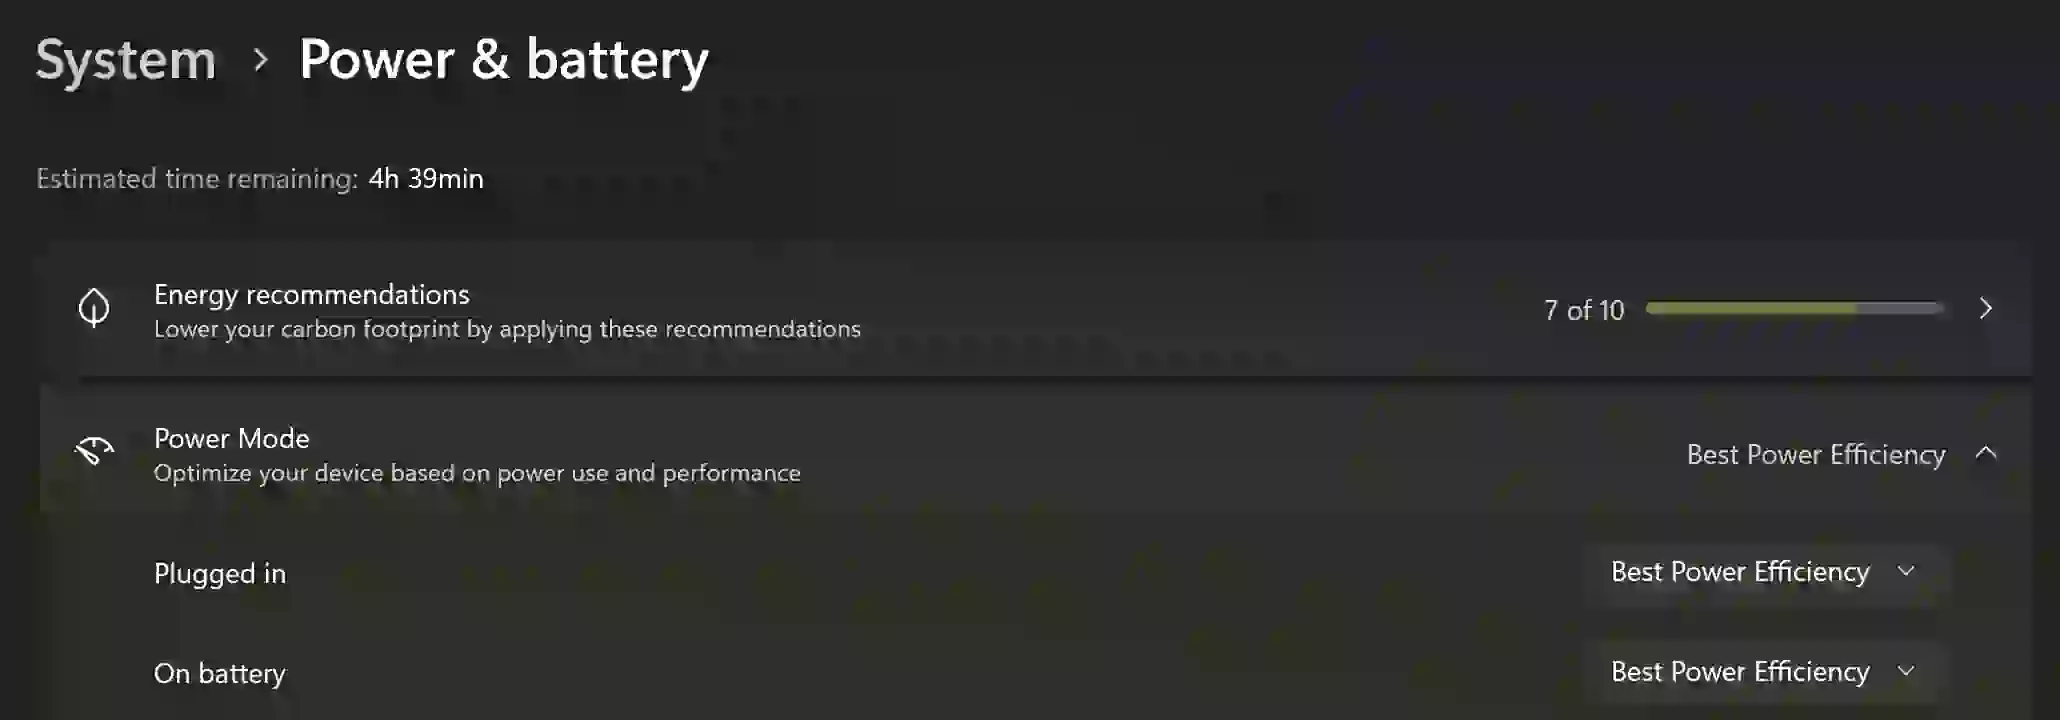 System > Power & battery
Estimated time remaining: 4h 39min
Energy recommendations
Lower your carbon footprint by applying these recommendations
7 of 10
Power Mode
Optimize your device based on power use and performance
Best Power Efficiency
Plugged in
Best Power Efficiency
On battery
Best Power Efficiency